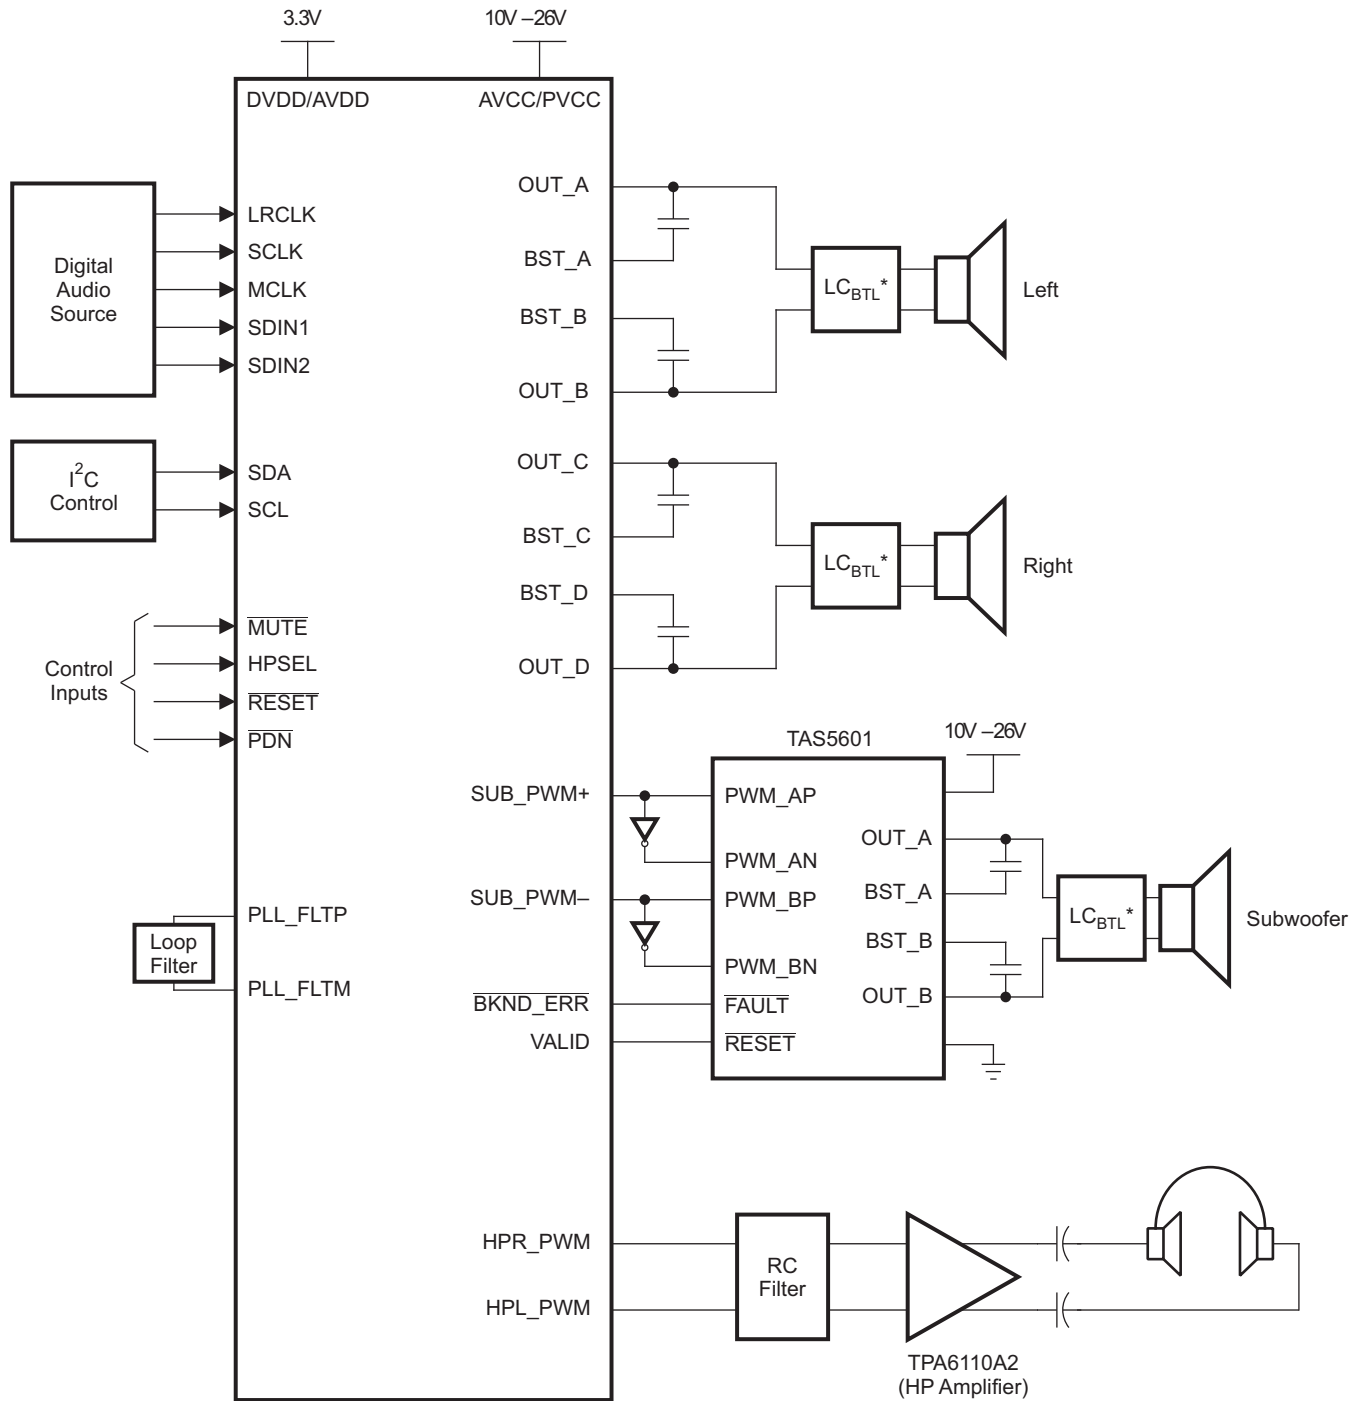 3.3V
10V –26V
DVDD/AVDD
AVCC/PVCC
Digital
Audio
Source
LRCLK
SCLK
MCLK
SDIN1
SDIN2
I²C
Control
SDA
SCL
Control
Inputs
MUTE
HPSEL
RESET
PDN
Loop
Filter
PLL_FLTP
PLL_FLTM
OUT_A
BST_A
BST_B
OUT_B
LCBTL*
Left
OUT_C
BST_C
BST_D
OUT_D
LCBTL*
Right
SUB_PWM+
SUB_PWM–
BKND_ERR
VALID
TAS5601
10V –26V
PWM_AP
PWM_AN
PWM_BP
PWM_BN
FAULT
RESET
OUT_A
BST_A
BST_B
OUT_B
LCBTL*
Subwoofer
HPR_PWM
HPL_PWM
RC
Filter
TPA6110A2
(HP Amplifier)